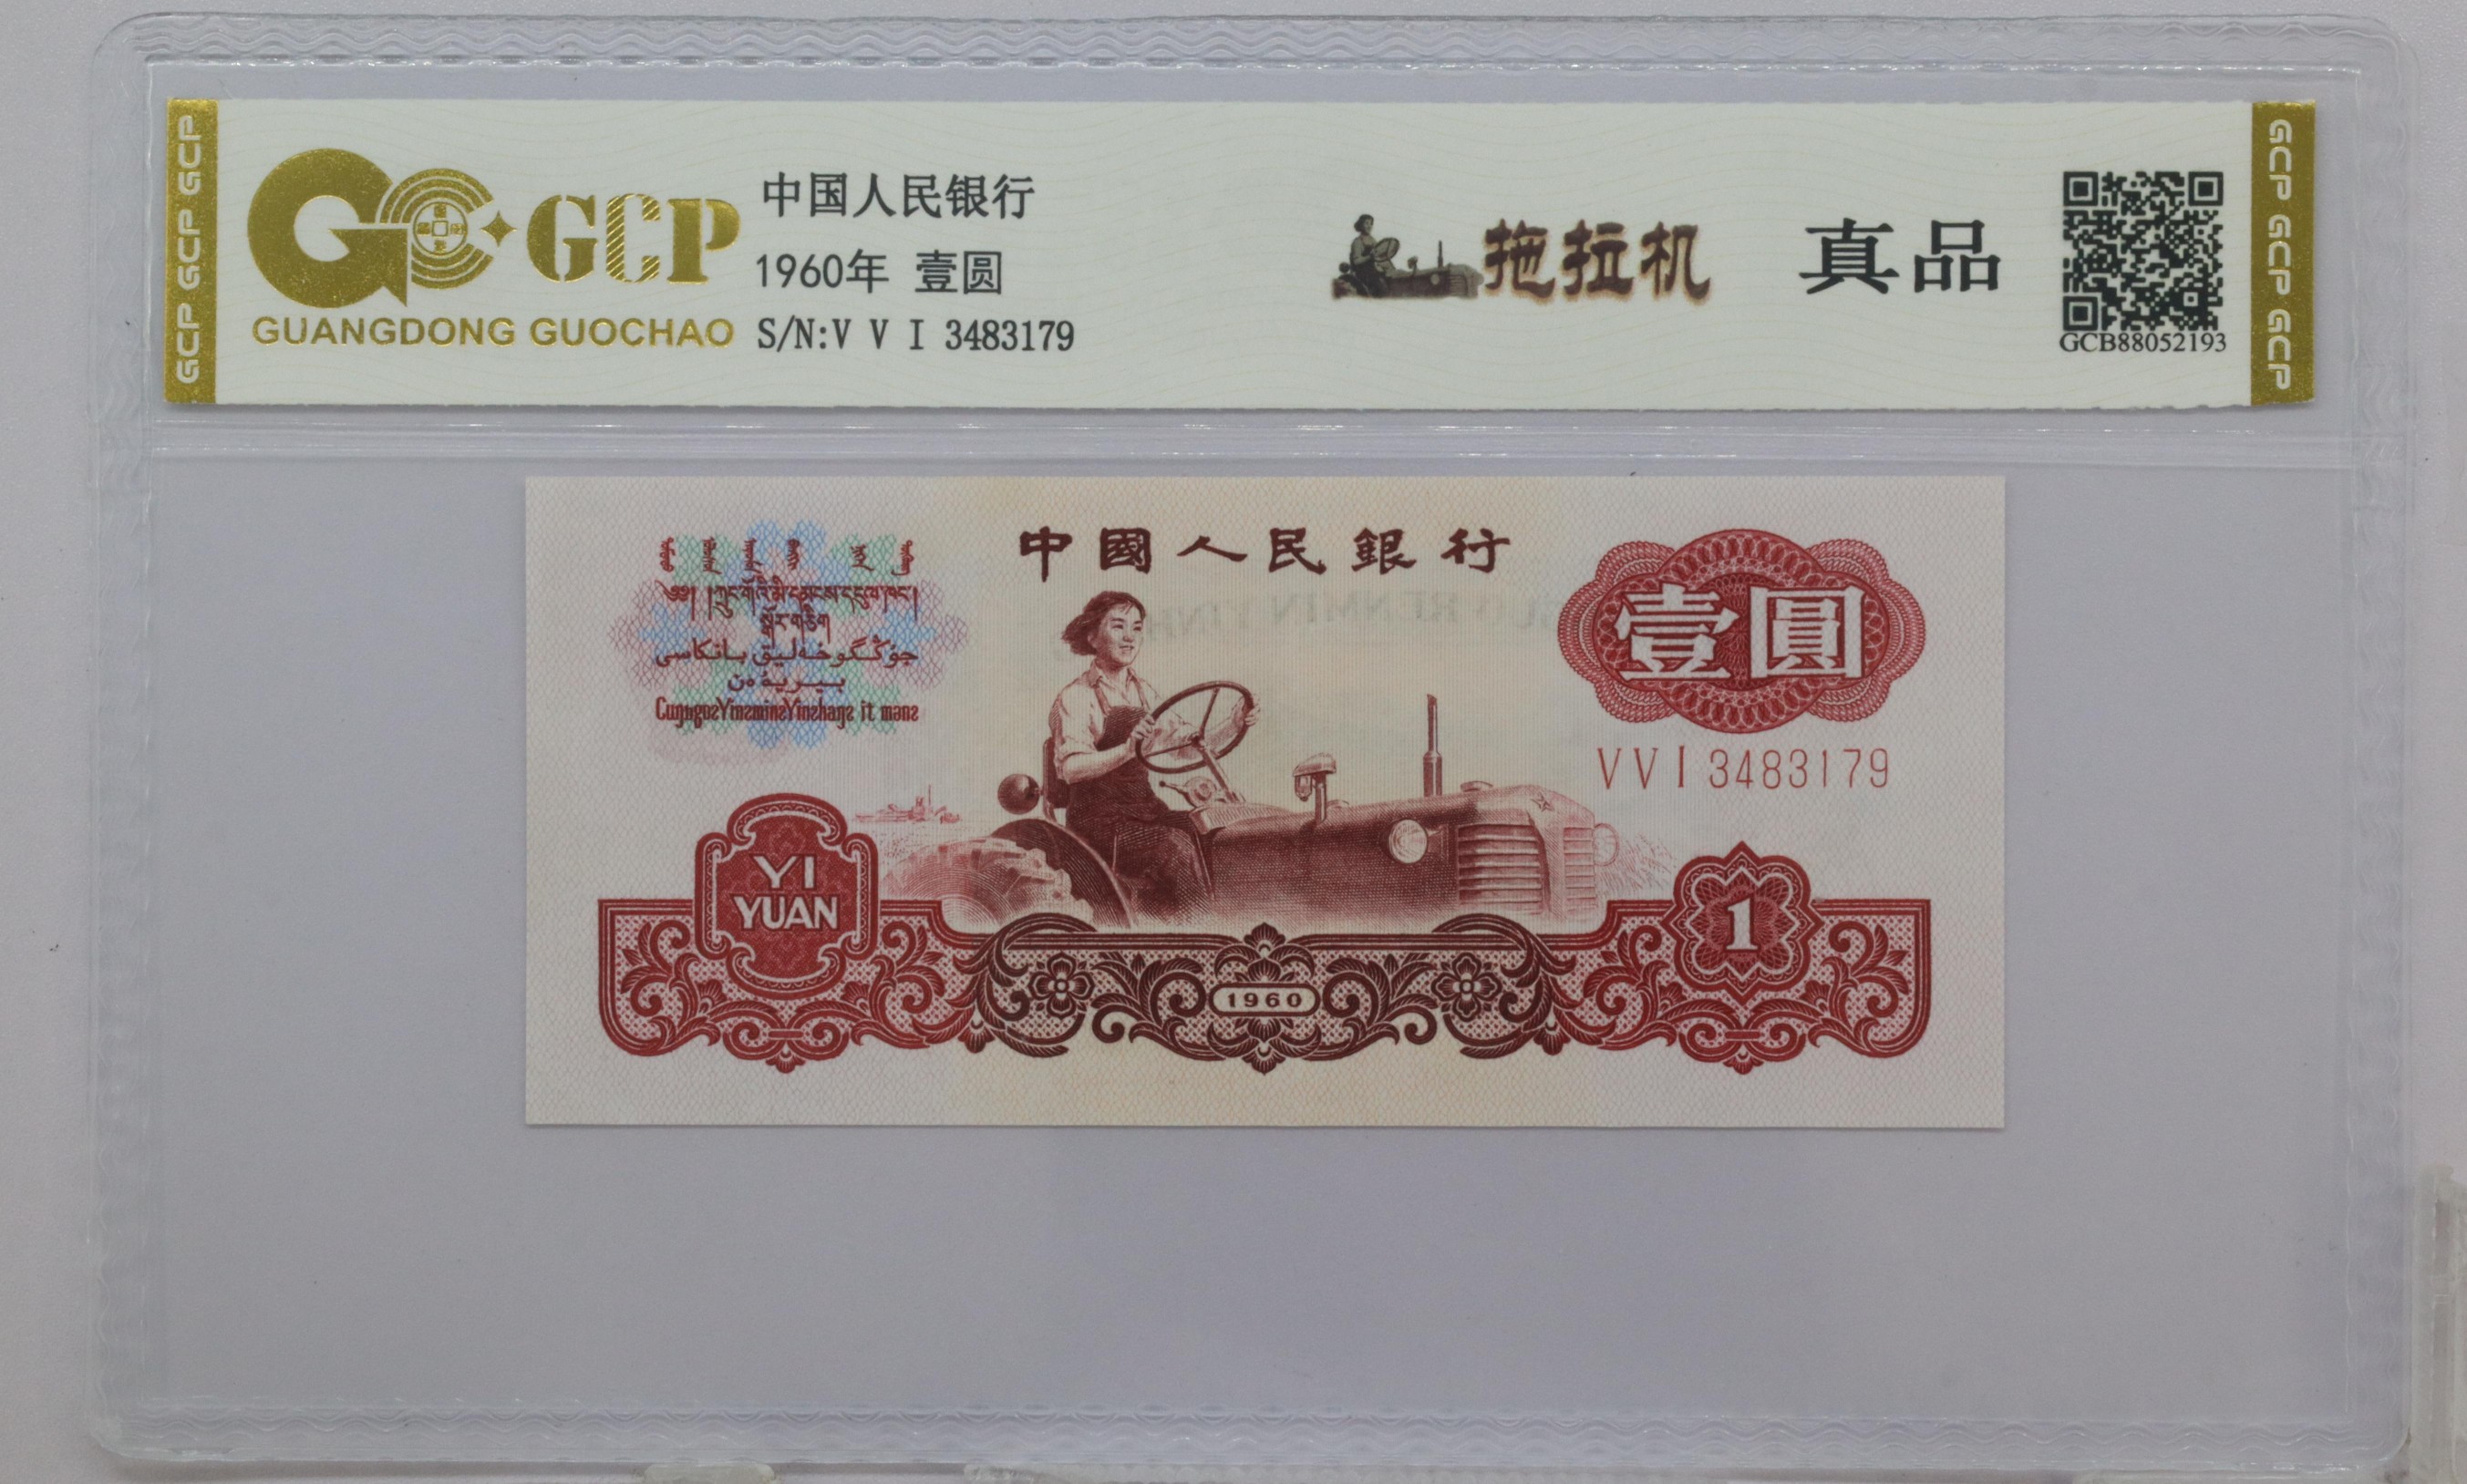 GCP GCP GCP
GCP
GUANGDONG GUOCHAO
中国人民银行
1960年 壹圆
S/N:V V I 3483179
拖拉机
真品
GCB88052193
GCP GCP GCP
中國人民銀行
壹圓
VVI3483179
YI
YUAN
1960
1